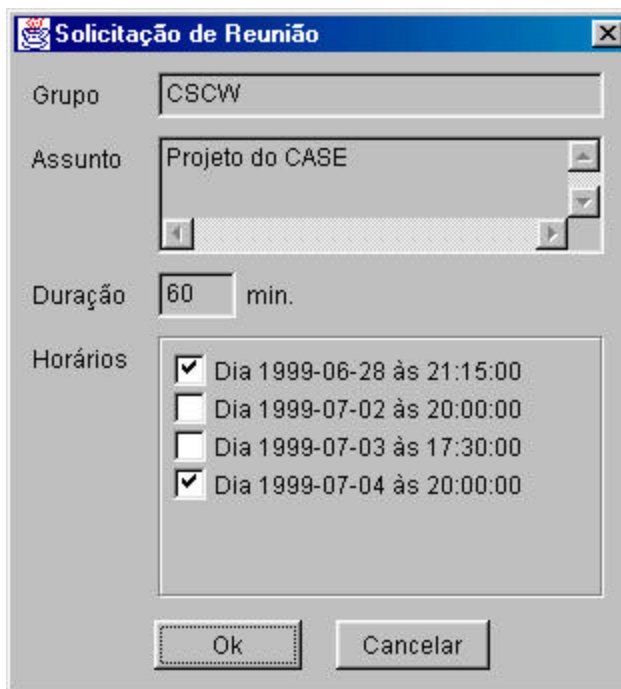 Solicitação de Reunião
Grupo CSCW
Assunto Projeto do CASE
Duração 60 min.
Horários
Dia 1999-06-28 às 21:15:00
Dia 1999-07-02 às 20:00:00
Dia 1999-07-03 às 17:30:00
Dia 1999-07-04 às 20:00:00
Ok Cancelar